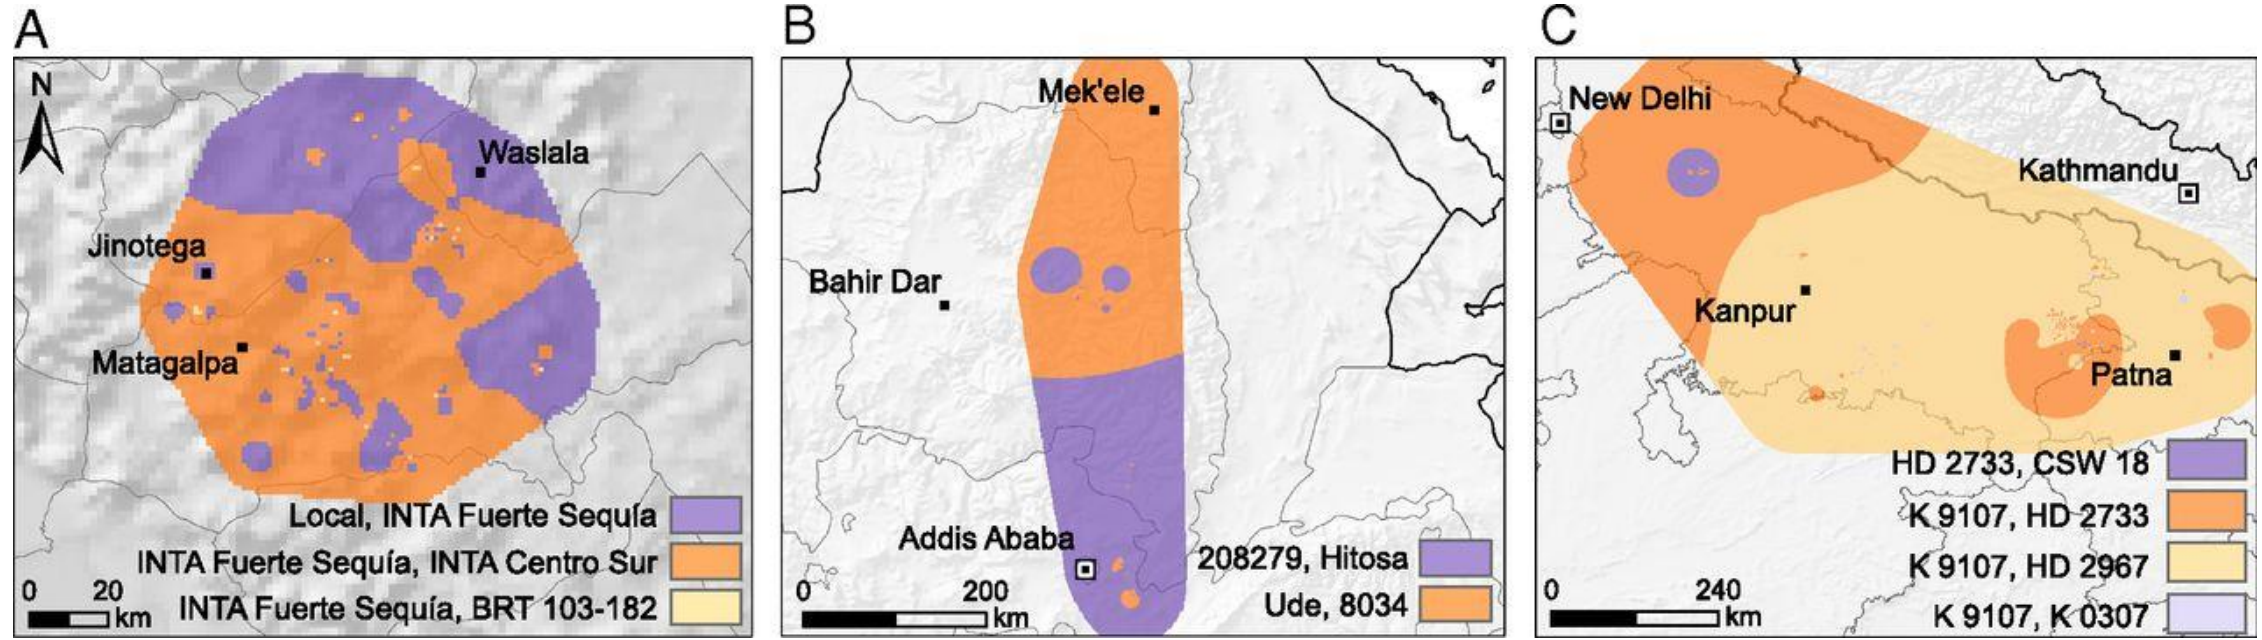 A
N
Waslala
Jinotega
Matagalpa
Local, INTA Fuerte Sequía
INTA Fuerte Sequía, INTA Centro Sur
INTA Fuerte Sequía, BRT 103-182
0 20
km
B
Mek'ele
Bahir Dar
Addis Ababa
208279, Hitosa
Ude, 8034
0 200
km
C
New Delhi
Kathmandu
Kanpur
Patna
HD 2733, CSW 18
K 9107, HD 2733
K 9107, HD 2967
K 9107, K 0307
0 240
km